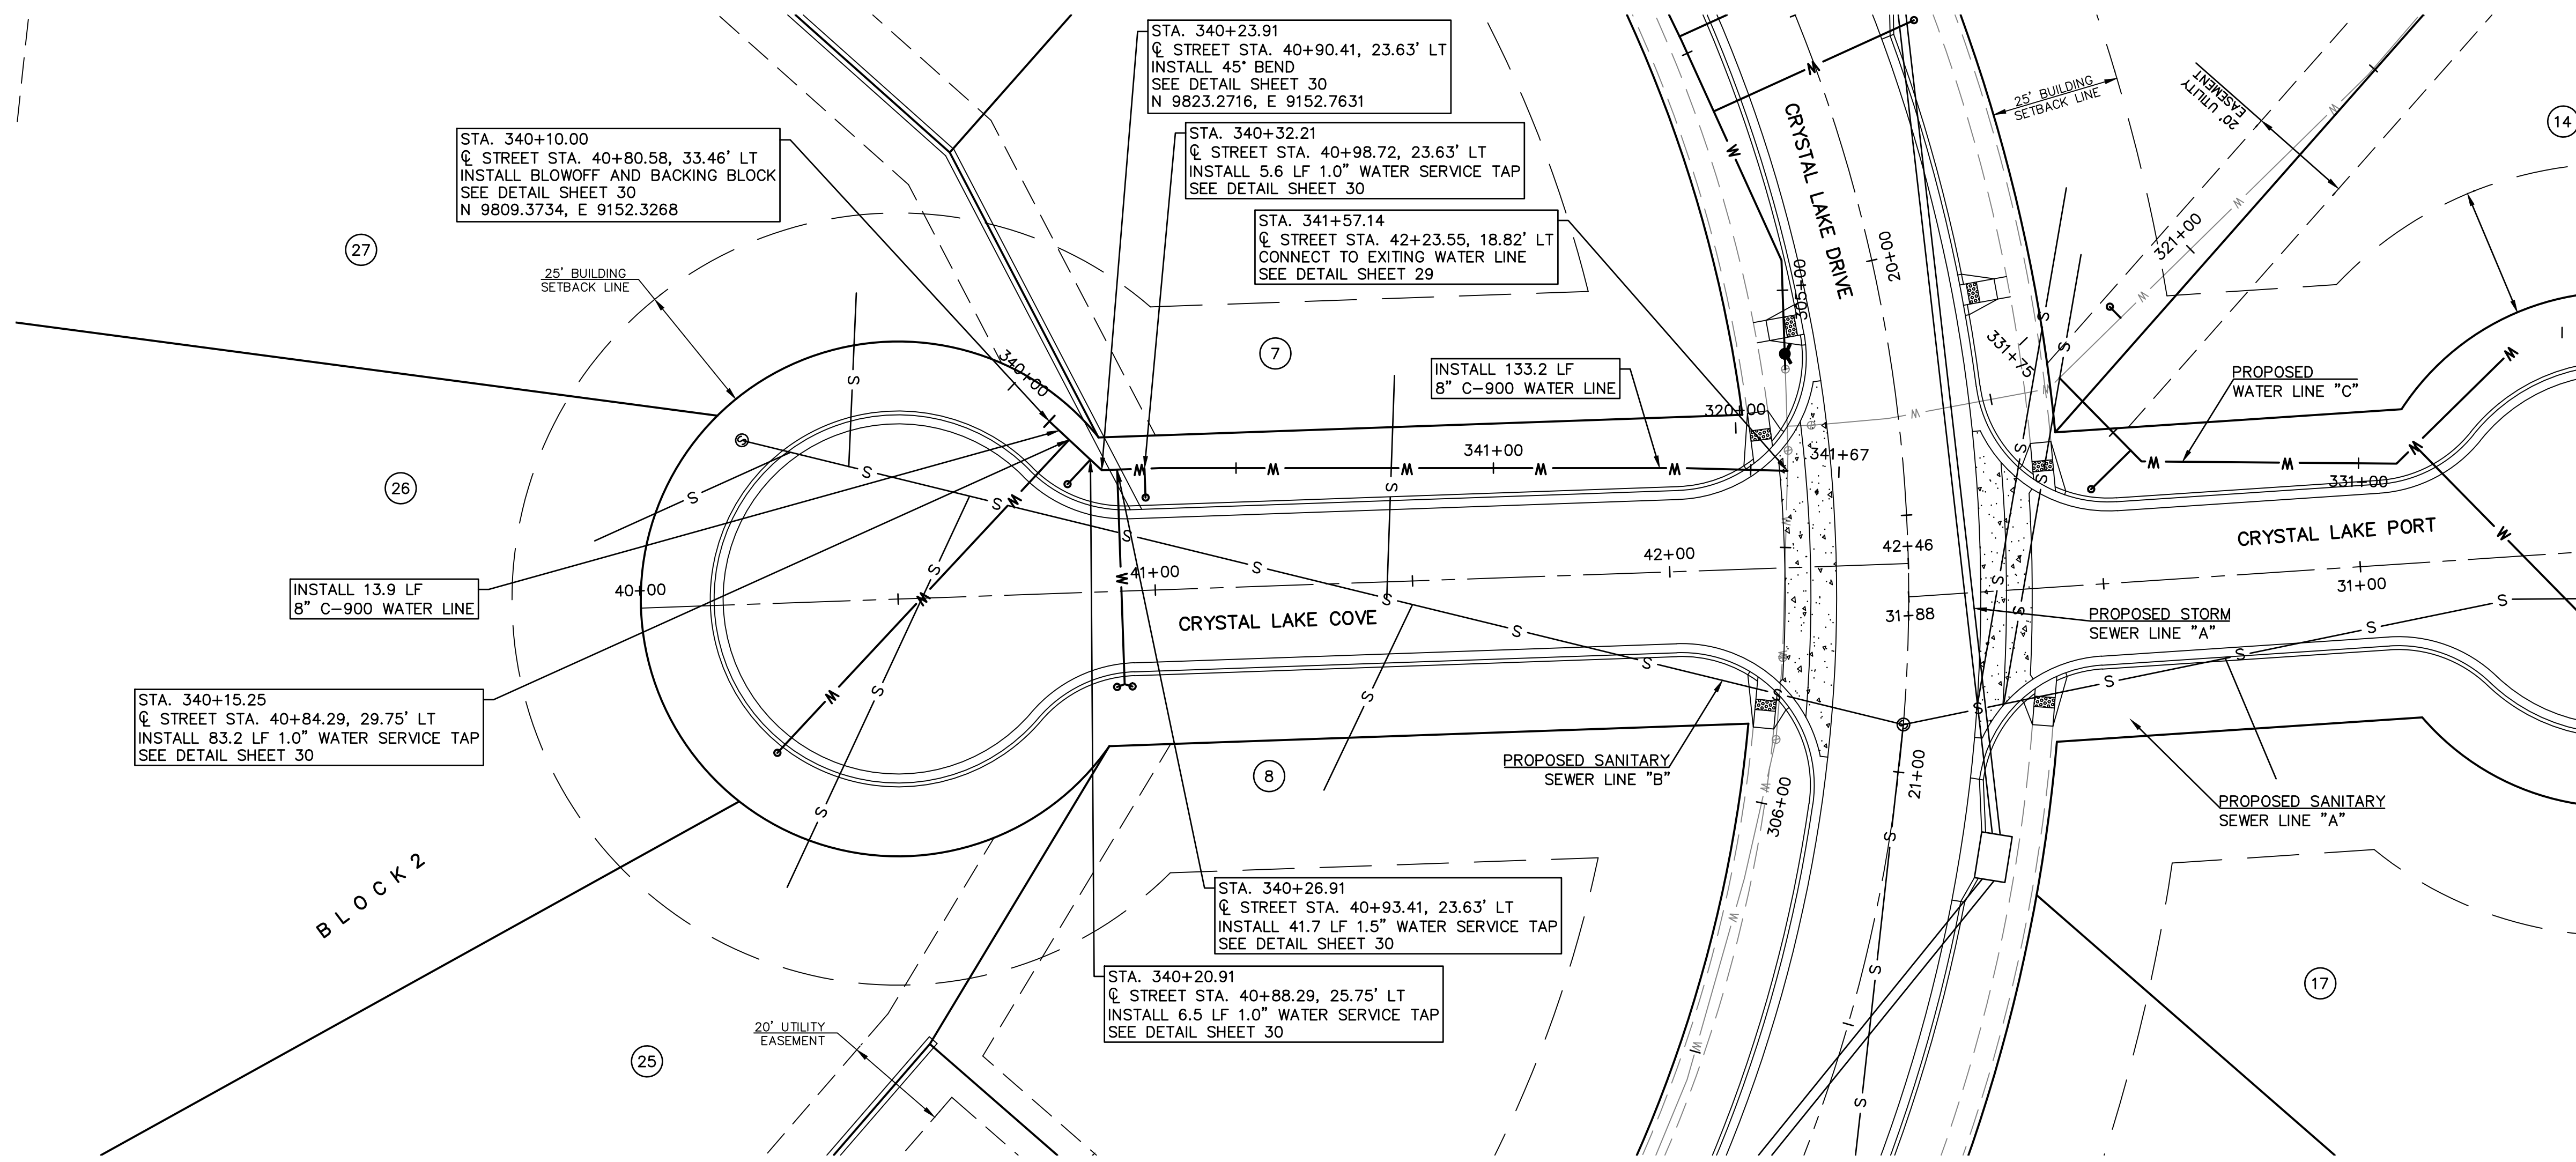 STA. 340+23.91
℄ STREET STA. 40+90.41, 23.63' LT
INSTALL 45° BEND
SEE DETAIL SHEET 30
N 9823.2716, E 9152.7631
STA. 340+10.00
℄ STREET STA. 40+80.58, 33.46' LT
INSTALL BLOWOFF AND BACKING BLOCK
SEE DETAIL SHEET 30
N 9809.3734, E 9152.3268
STA. 340+32.21
℄ STREET STA. 40+98.72, 23.63' LT
INSTALL 5.6 LF 1.0" WATER SERVICE TAP
SEE DETAIL SHEET 30
STA. 341+57.14
℄ STREET STA. 42+23.55, 18.82' LT
CONNECT TO EXITING WATER LINE
SEE DETAIL SHEET 29
CRYSTAL LAKE DRIVE
25' BUILDING
SETBACK LINE
20' UTILITY
EASEMENT
14
27
25' BUILDING
SETBACK LINE
20+00
305+00
321+00
7
INSTALL 133.2 LF
8" C-900 WATER LINE
340+00
331+75
PROPOSED
WATER LINE "C"
320+00
341+00
341+67
331+00
26
CRYSTAL LAKE PORT
42+00
42+46
41+00
40+00
31+00
INSTALL 13.9 LF
8" C-900 WATER LINE
CRYSTAL LAKE COVE
31+88
PROPOSED STORM
SEWER LINE "A"
STA. 340+15.25
℄ STREET STA. 40+84.29, 29.75' LT
INSTALL 83.2 LF 1.0" WATER SERVICE TAP
SEE DETAIL SHEET 30
8
PROPOSED SANITARY
SEWER LINE "B"
21+00
306+00
PROPOSED SANITARY
SEWER LINE "A"
BLOCK 2
STA. 340+26.91
℄ STREET STA. 40+93.41, 23.63' LT
INSTALL 41.7 LF 1.5" WATER SERVICE TAP
SEE DETAIL SHEET 30
STA. 340+20.91
℄ STREET STA. 40+88.29, 25.75' LT
INSTALL 6.5 LF 1.0" WATER SERVICE TAP
SEE DETAIL SHEET 30
17
20' UTILITY
EASEMENT
25